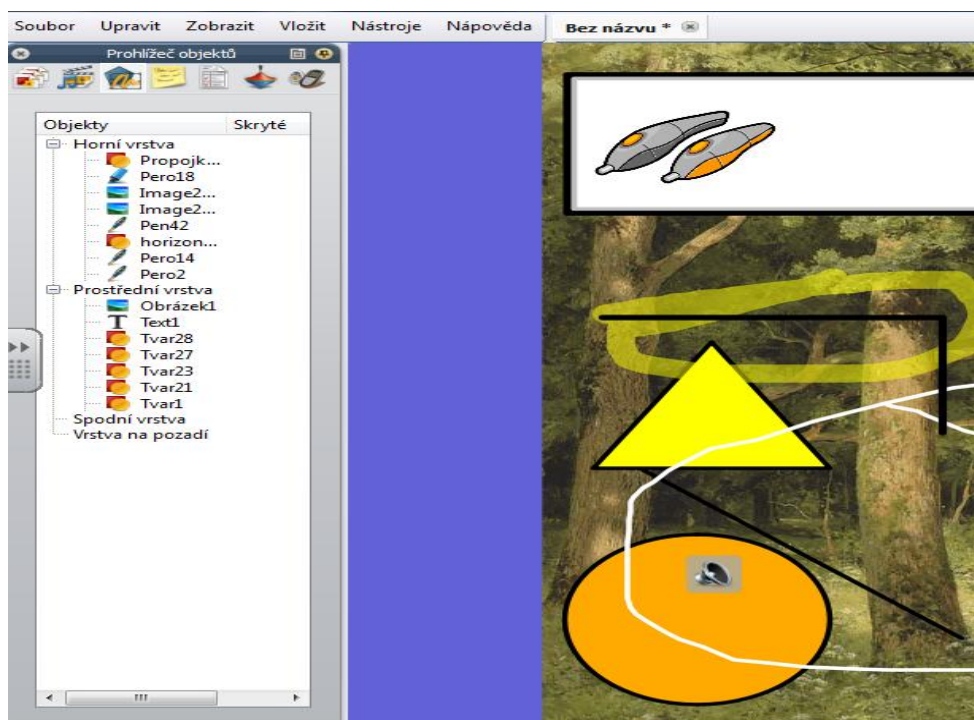 Soubor Upravit Zobrazit Vložit Nástroje Nápověda Bez názvu *
Prohlížeč objektů
Objekty Skryté
Horní vrstva
Propojk...
Pero18
Image2...
Image2...
Pen42
horizon...
Pero14
Pero2
Prostřední vrstva
Obrázek1
Text1
Tvar28
Tvar27
Tvar23
Tvar21
Tvar1
Spodní vrstva
Vrstva na pozadí